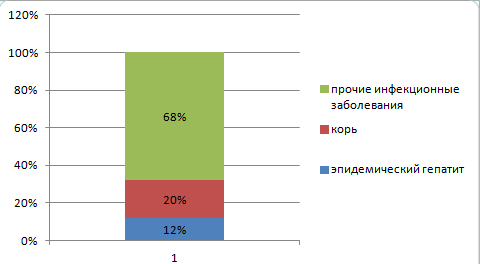 120%
100%
80%
60%
40%
20%
0%
68%
20%
12%
1
прочие инфекционные
заболевания
корь
эпидемический гепатит